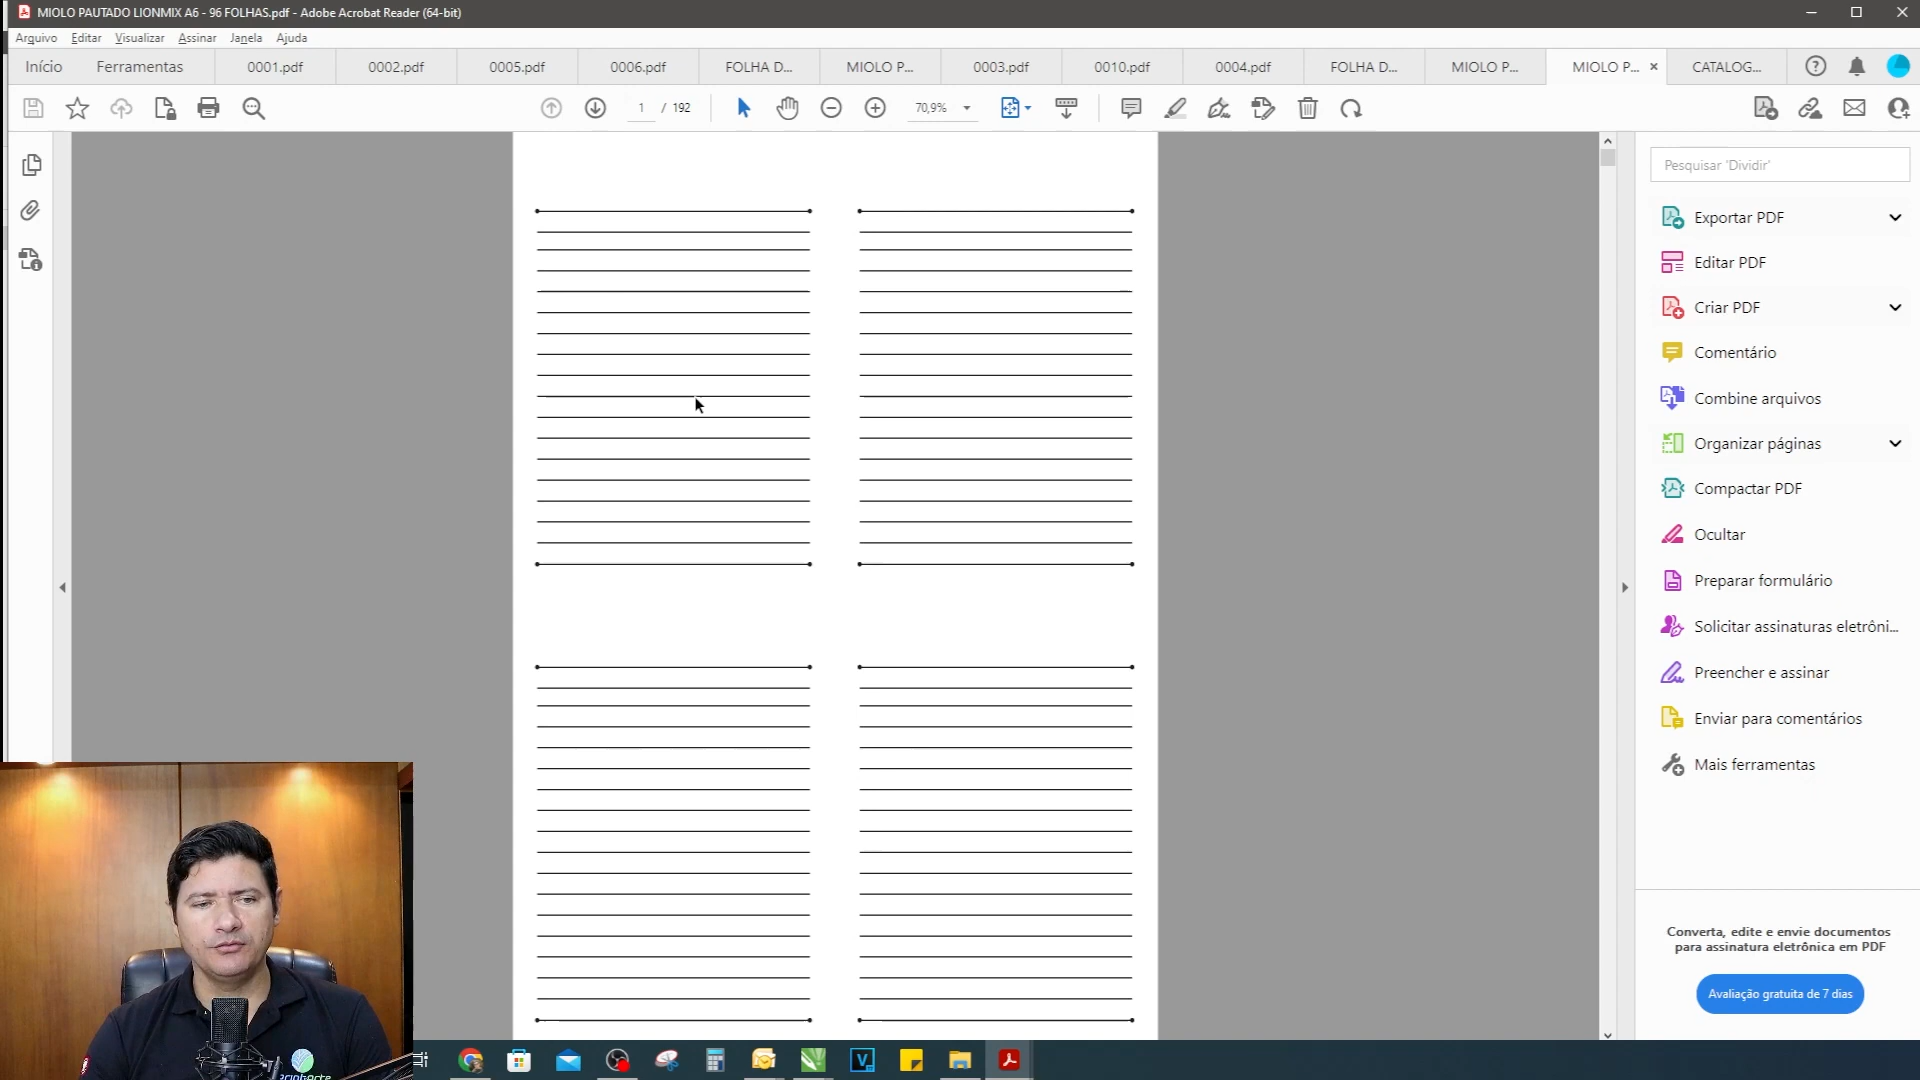 MIOLO PAUTADO LIONMIX A6 - 96 FOLHAS.pdf - Adobe Acrobat Reader (64-bit)
Arquivo Editar Visualizar Assinar Janela Ajuda
Início Ferramentas 0001.pdf 0002.pdf 0005.pdf 0006.pdf FOLHA D... MIOLO P... 0003.pdf 0010.pdf 0004.pdf FOLHA D... MIOLO P... MIOLO P... CATALOG...
1 / 192 70,9%
Pesquisar 'Dividir'
Exportar PDF
Editar PDF
Criar PDF
Comentário
Combine arquivos
Organizar páginas
Compactar PDF
Ocultar
Preparar formulário
Solicitar assinaturas eletrôni...
Preencher e assinar
Enviar para comentários
Mais ferramentas
Converta, edite e envie documentos
para assinatura eletrônica em PDF
Avaliação gratuita de 7 dias